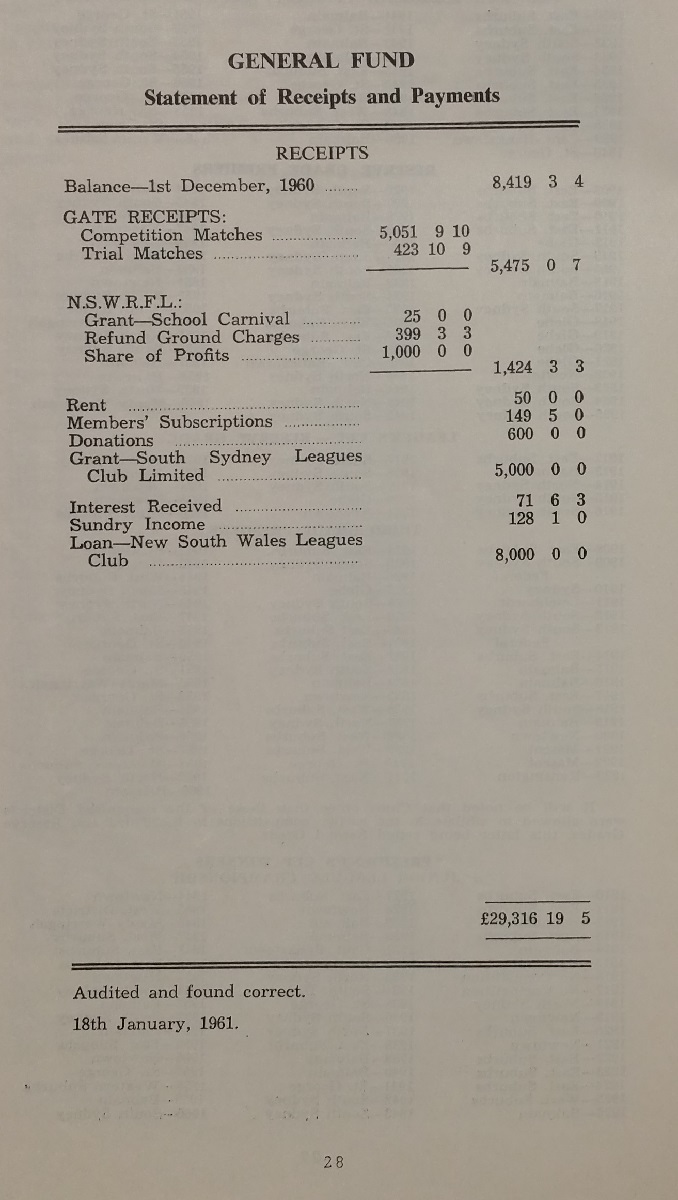 GENERAL FUND
Statement of Receipts and Payments
RECEIPTS
Balance—1st December, 1960 ........ 8,419 3 4
GATE RECEIPTS:
Competition Matches .................... 5,051 9 10
Trial Matches .................................. 423 10 9
5,475 0 7
N.S.W.R.F.L.:
Grant—School Carnival .............. 25 0 0
Refund Ground Charges ............ 399 3 3
Share of Profits ............................ 1,000 0 0
1,424 3 3
Rent ........................................................ 50 0 0
Members' Subscriptions .................. 149 5 0
Donations ............................................. 600 0 0
Grant—South Sydney Leagues
Club Limited .................................. 5,000 0 0
Interest Received .............................. 71 6 3
Sundry Income .................................. 128 1 0
Loan—New South Wales Leagues
Club .................................................. 8,000 0 0
£29,316 19 5
Audited and found correct.
18th January, 1961.
28